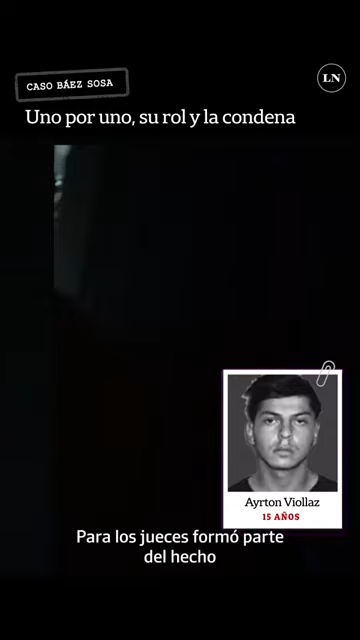 CASO BÁEZ SOSA
LN
Uno por uno, su rol y la condena
Ayrton Viollaz
15 AÑOS
Para los jueces formó parte
del hecho